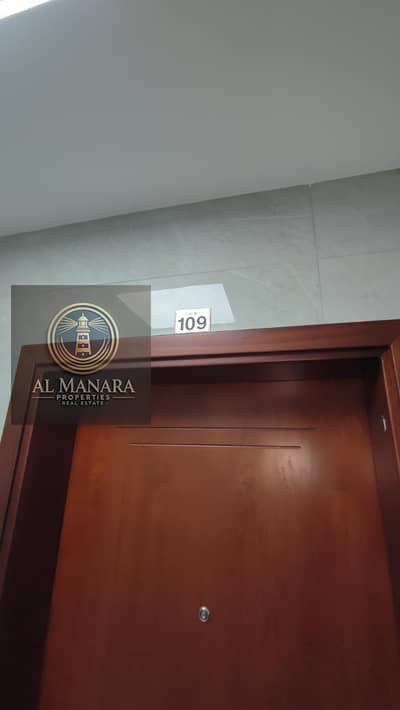 109
AL MANARA
PROPERTIES
REAL ESTATE